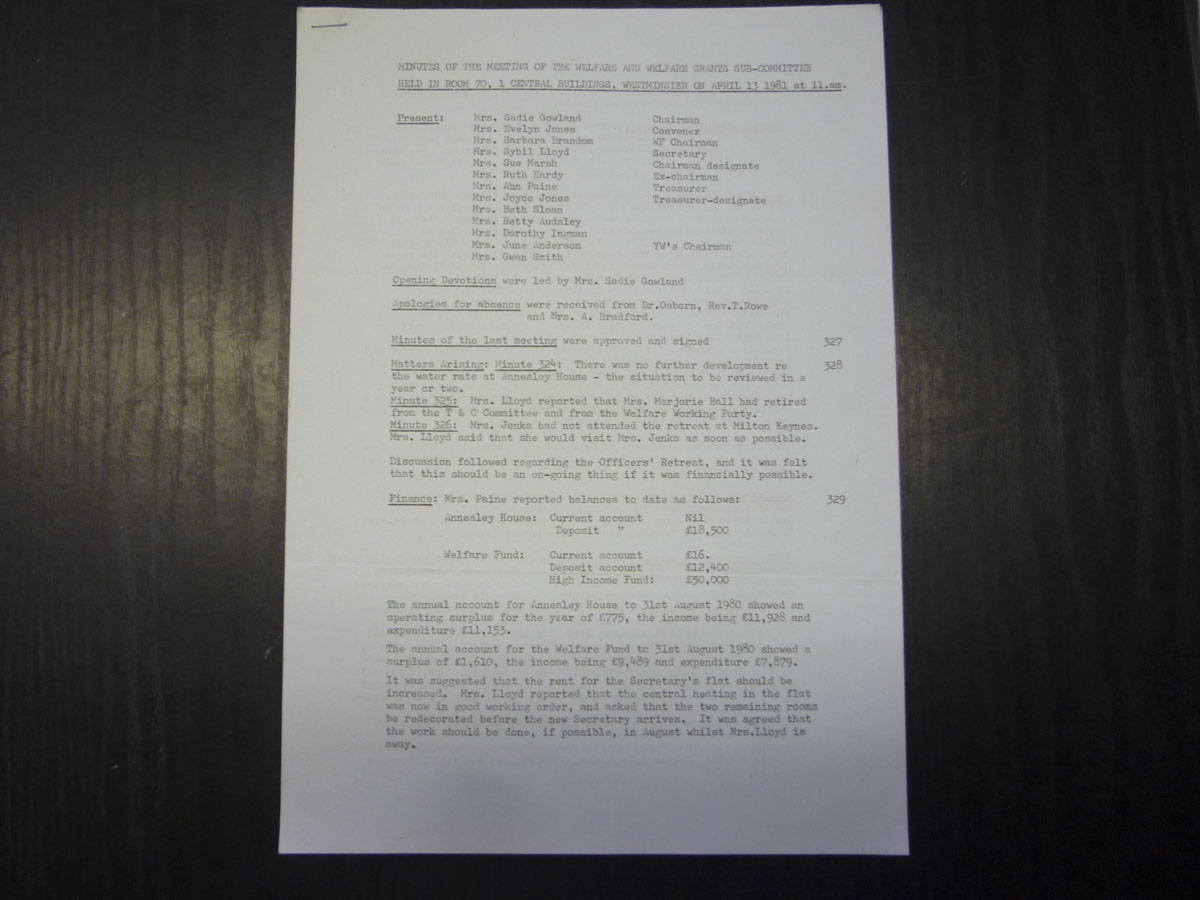 MINUTES OF THE MEETING OF THE WELFARE AND WELFARE GRANTS SUB-COMMITTEE
HELD IN ROOM 70, 1 CENTRAL BUILDINGS, WESTMINSTER ON APRIL 13 1981 at 11.am.
Present: Mrs. Sadie Gowland Chairman
Mrs. Evelyn Jones Convener
Mrs. Barbara Brandom WF Chairman
Mrs. Sybil Lloyd Secretary
Mrs. Sue Marsh Chairman designate
Mrs. Ruth Hardy Ex-chairman
Mrs. Ann Paine Treasurer
Mrs. Joyce Jones Treasurer-designate
Mrs. Beth Sloan
Mrs. Betty Audsley
Mrs. Dorothy Ingman
Mrs. June Anderson YW's Chairman
Mrs. Gwen Smith
Opening Devotions were led by Mrs. Sadie Gowland
Apologies for absence were received from Dr.Osborn, Rev.T.Rowe
and Mrs. A. Bradford.
Minutes of the last meeting were approved and signed 327
Matters Arising: Minute 324: There was no further development re 328
the water rate at Annesley House - the situation to be reviewed in a
year or two.
Minute 325: Mrs. Lloyd reported that Mrs. Marjorie Ball had retired
from the T & C Committee and from the Welfare Working Party.
Minute 326: Mrs. Jenks had not attended the retreat at Milton Keynes.
Mrs. Lloyd said that she would visit Mrs. Jenks as soon as possible.
Discussion followed regarding the Officers' Retreat, and it was felt
that this should be an on-going thing if it was financially possible.
Finance: Mrs. Paine reported balances to date as follows: 329
Annesley House: Current account Nil
Deposit " £18,500
Welfare Fund: Current account £16.
Deposit account £12,400
High Income Fund: £50,000
The annual account for Annesley House to 31st August 1980 showed an
operating surplus for the year of £775, the income being £11,928 and
expenditure £11,153.
The annual account for the Welfare Fund to 31st August 1980 showed a
surplus of £1,610, the income being £9,489 and expenditure £7,879.
It was suggested that the rent for the Secretary's flat should be
increased. Mrs. Lloyd reported that the central heating in the flat
was now in good working order, and asked that the two remaining rooms
be redecorated before the new Secretary arrives. It was agreed that
the work should be done, if possible, in August whilst Mrs.Lloyd is
away.